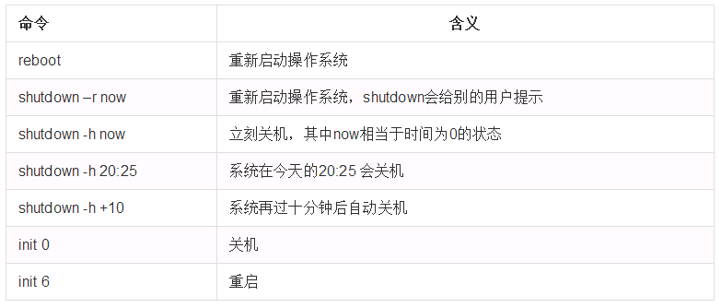 命令 含义
reboot 重新启动操作系统
shutdown –r now 重新启动操作系统，shutdown会给别的用户提示
shutdown -h now 立刻关机，其中now相当于时间为0的状态
shutdown -h 20:25 系统在今天的20:25 会关机
shutdown -h +10 系统再过十分钟后自动关机
init 0 关机
init 6 重启